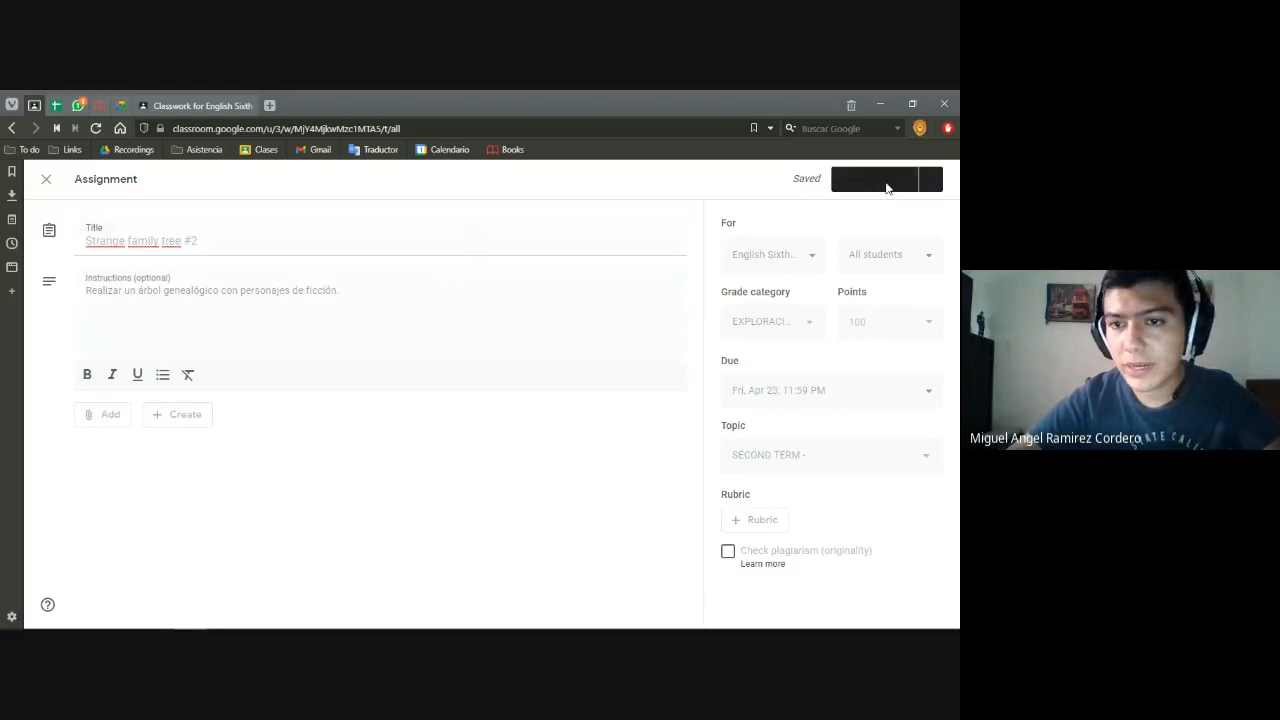 Classwork for English Sixth
classroom.google.com/u/3/w/MjY4MjkwMzc1MTA5/t/all
Buscar Google
To do Links Recordings Asistencia Clases Gmail Traductor Calendario Books
Assignment
Saved
Title
Strange family tree #2
Instructions (optional)
Realizar un árbol genealógico con personajes de ficción.
B I U
Add
Create
For
English Sixth...
All students
Grade category
Points
EXPLORACI...
100
Due
Fri, Apr 23, 11:59 PM
Topic
SECOND TERM -
Rubric
+ Rubric
Check plagiarism (originality)
Learn more
Miguel Angel Ramirez Cordero